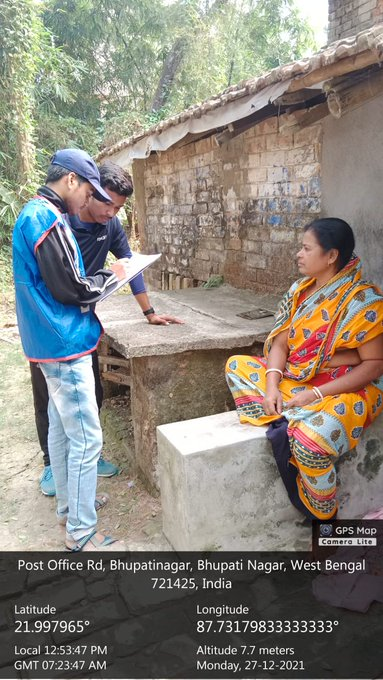 GPS Map
Camera Lite
Post Office Rd, Bhupatinagar, Bhupati Nagar, West Bengal
721425, India
Latitude
21.997965°
Longitude
87.73179833333333°
Local 12:53:47 PM
GMT 07:23:47 AM
Altitude 7.7 meters
Monday, 27-12-2021